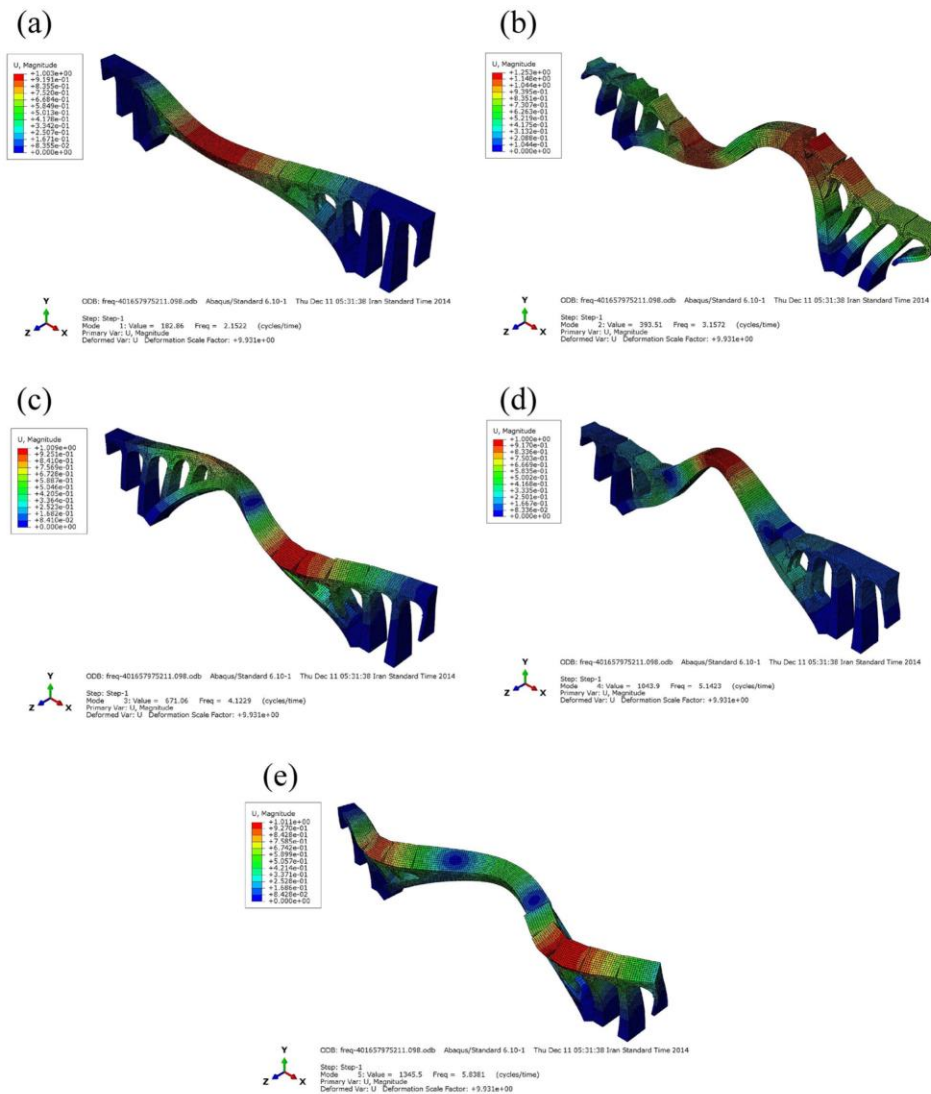 (a)
U, Magnitude
+1.003e+00
+9.191e-01
+8.355e-01
+7.520e-01
+6.684e-01
+5.849e-01
+5.013e-01
+4.178e-01
+3.342e-01
+2.507e-01
+1.671e-01
+8.355e-02
+0.000e+00
ODB: freq-401657975211.098.odb Abaqus/Standard 6.10-1 Thu Dec 11 05:31:38 Iran Standard Time 2014
Y
Z X
Step: Step-1
Mode 1: Value = 182.86 Freq = 2.1522 (cycles/time)
Primary Var: U, Magnitude
Deformed Var: U Deformation Scale Factor: +9.931e+00
(b)
U, Magnitude
+1.253e+00
+1.148e+00
+1.044e+00
+9.395e-01
+8.351e-01
+7.307e-01
+6.263e-01
+5.219e-01
+4.175e-01
+3.132e-01
+2.088e-01
+1.044e-01
+0.000e+00
ODB: freq-401657975211.098.odb Abaqus/Standard 6.10-1 Thu Dec 11 05:31:38 Iran Standard Time 2014
Y
Z X
Step: Step-1
Mode 2: Value = 393.51 Freq = 3.1572 (cycles/time)
Primary Var: U, Magnitude
Deformed Var: U Deformation Scale Factor: +9.931e+00
(c)
U, Magnitude
+1.009e+00
+9.251e-01
+8.410e-01
+7.569e-01
+6.728e-01
+5.887e-01
+5.046e-01
+4.205e-01
+3.364e-01
+2.523e-01
+1.682e-01
+8.410e-02
+0.000e+00
ODB: freq-401657975211.098.odb Abaqus/Standard 6.10-1 Thu Dec 11 05:31:38 Iran Standard Time 2014
Y
Z X
Step: Step-1
Mode 3: Value = 671.06 Freq = 4.1229 (cycles/time)
Primary Var: U, Magnitude
Deformed Var: U Deformation Scale Factor: +9.931e+00
(d)
U, Magnitude
+1.000e+00
+9.170e-01
+8.336e-01
+7.503e-01
+6.669e-01
+5.835e-01
+5.002e-01
+4.168e-01
+3.335e-01
+2.501e-01
+1.667e-01
+8.336e-02
+0.000e+00
ODB: freq-401657975211.098.odb Abaqus/Standard 6.10-1 Thu Dec 11 05:31:38 Iran Standard Time 2014
Y
Z X
Step: Step-1
Mode 4: Value = 1043.9 Freq = 5.1423 (cycles/time)
Primary Var: U, Magnitude
Deformed Var: U Deformation Scale Factor: +9.931e+00
(e)
U, Magnitude
+1.011e+00
+9.270e-01
+8.428e-01
+7.585e-01
+6.742e-01
+5.899e-01
+5.057e-01
+4.214e-01
+3.371e-01
+2.528e-01
+1.686e-01
+8.428e-02
+0.000e+00
ODB: freq-401657975211.098.odb Abaqus/Standard 6.10-1 Thu Dec 11 05:31:38 Iran Standard Time 2014
Y
Z X
Step: Step-1
Mode 5: Value = 1345.5 Freq = 5.8381 (cycles/time)
Primary Var: U, Magnitude
Deformed Var: U Deformation Scale Factor: +9.931e+00